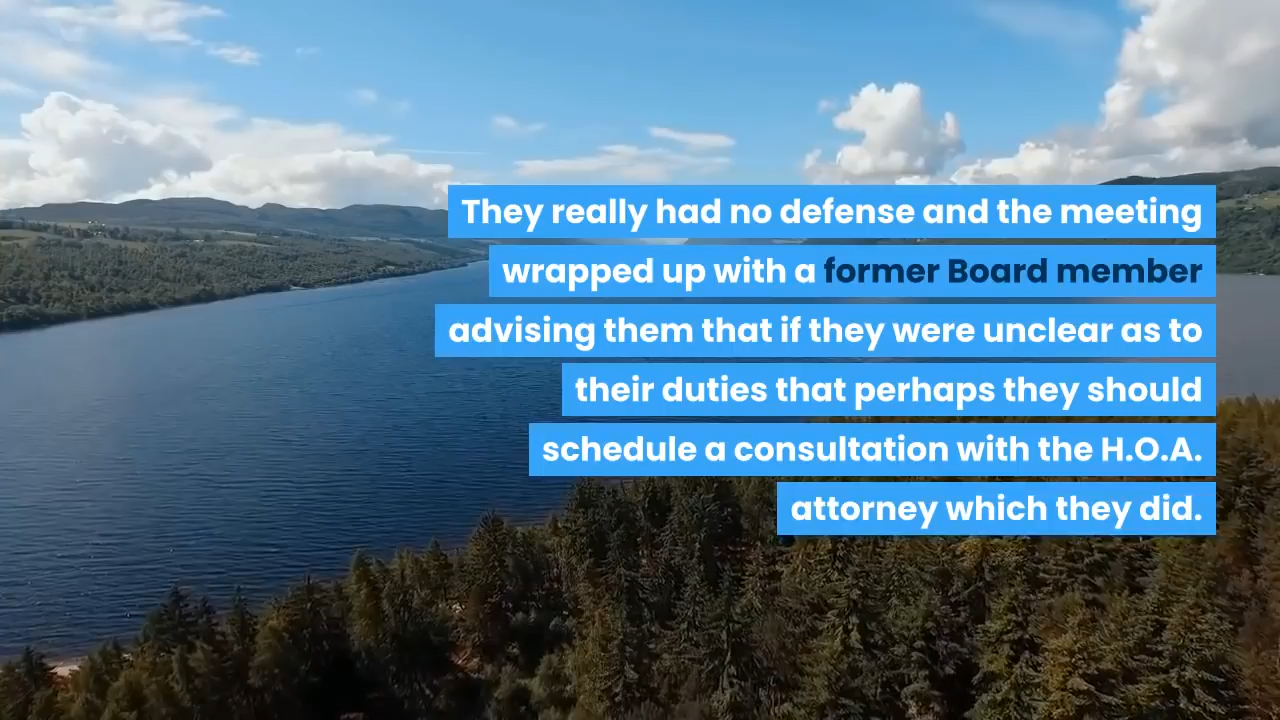 They really had no defense and the meeting
wrapped up with a former Board member
advising them that if they were unclear as to
their duties that perhaps they should
schedule a consultation with the H.O.A.
attorney which they did.